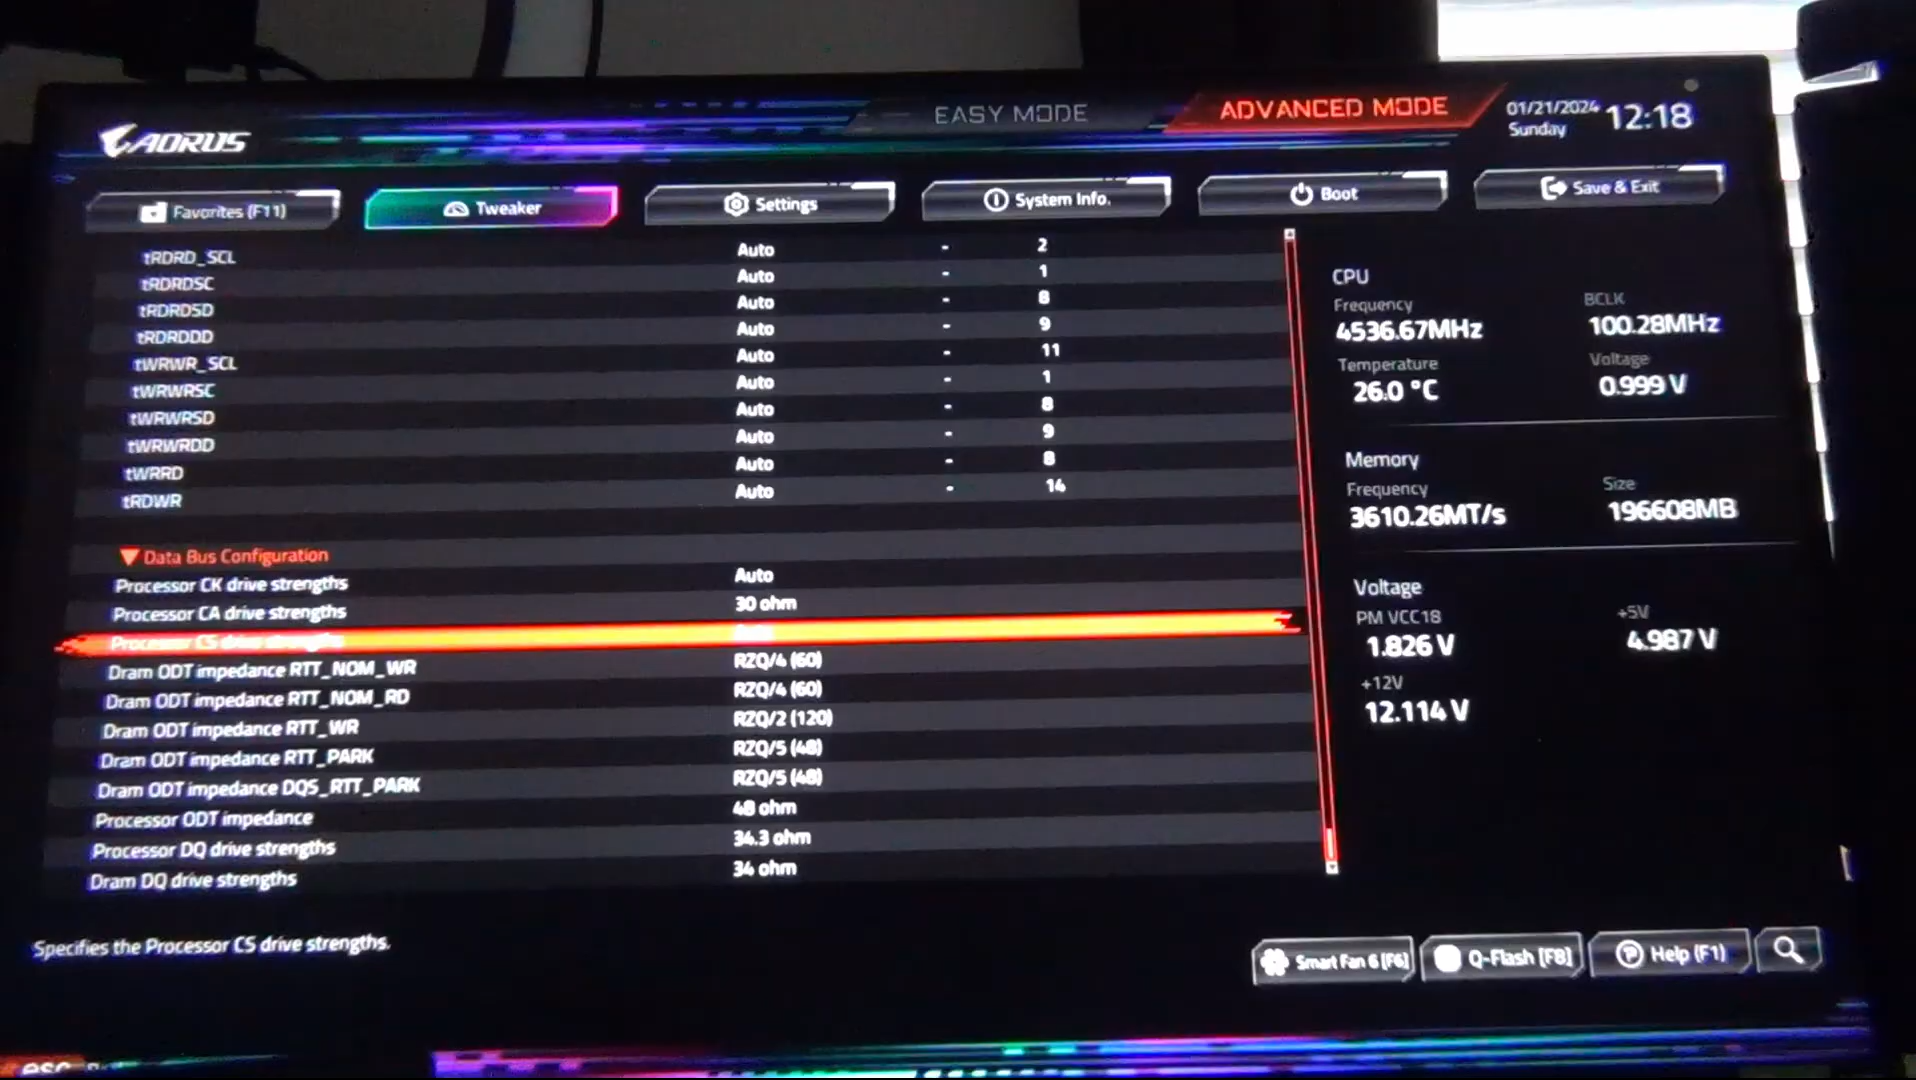 AORUS
EASY MODE
ADVANCED MODE
01/21/2024
Sunday
12:18
Favorites (F11)
Tweaker
Settings
System Info.
Boot
Save & Exit
tRDRD_SCL Auto - 2
tRDRDSC Auto - 1
tRDRDSD Auto - 8
tRDRDDD Auto - 9
tWRWR_SCL Auto - 11
tWRWRSC Auto - 1
tWRWRSD Auto - 8
tWRWRDD Auto - 9
tWRRD Auto - 8
tRDWR Auto - 14
Data Bus Configuration
Processor CK drive strengths Auto
Processor CA drive strengths 30 ohm
Processor CS drive strengths
Dram ODT impedance RTT_NOM_WR RZQ/4 (60)
Dram ODT impedance RTT_NOM_RD RZQ/4 (60)
Dram ODT impedance RTT_WR RZQ/2 (120)
Dram ODT impedance RTT_PARK RZQ/5 (48)
Dram ODT impedance DQS_RTT_PARK RZQ/5 (48)
Processor ODT impedance 48 ohm
Processor DQ drive strengths 34.3 ohm
Dram DQ drive strengths 34 ohm
CPU
Frequency BCLK
4536.67MHz 100.28MHz
Temperature Voltage
26.0 °C 0.999 V
Memory
Frequency Size
3610.26MT/s 196608MB
Voltage
PM VCC18 +5V
1.826 V 4.987 V
+12V
12.114 V
Specifies the Processor CS drive strengths.
Smart Fan 6 [F6]
Q-Flash [F8]
Help (F1)
esc